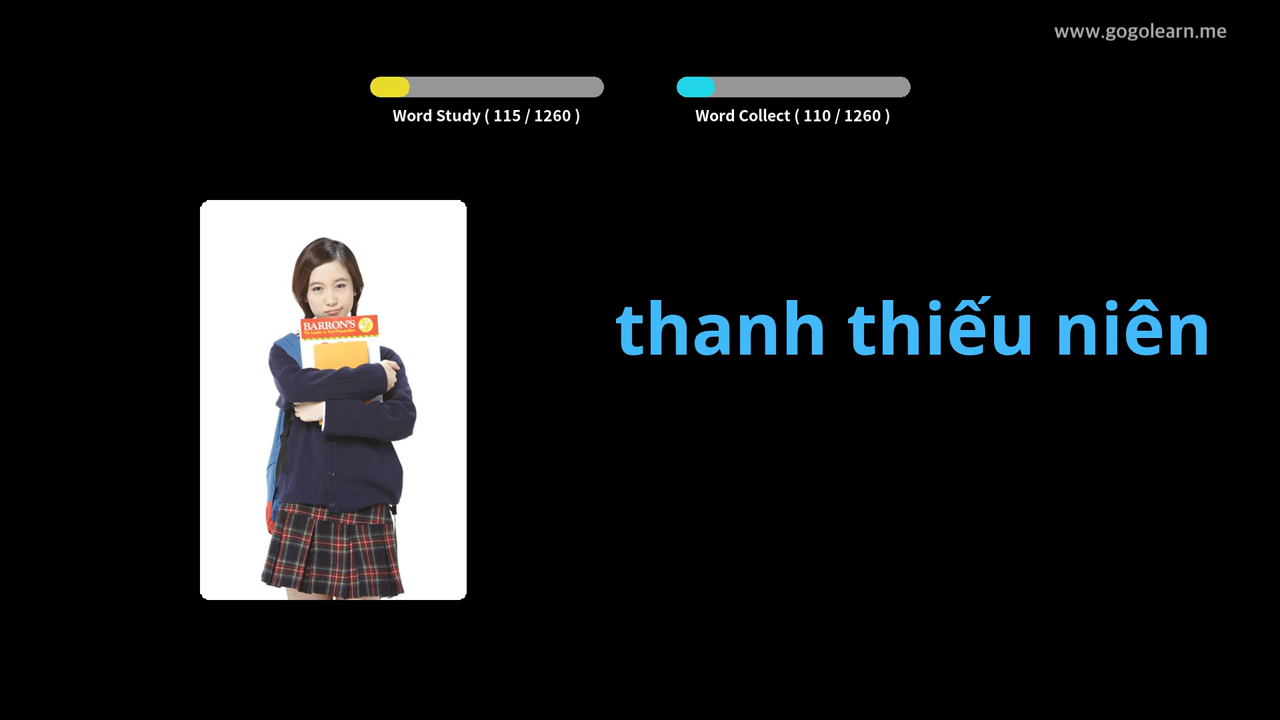 www.gogolearn.me
Word Study ( 115 / 1260 )
Word Collect ( 110 / 1260 )
BARRON'S
thanh thiếu niên